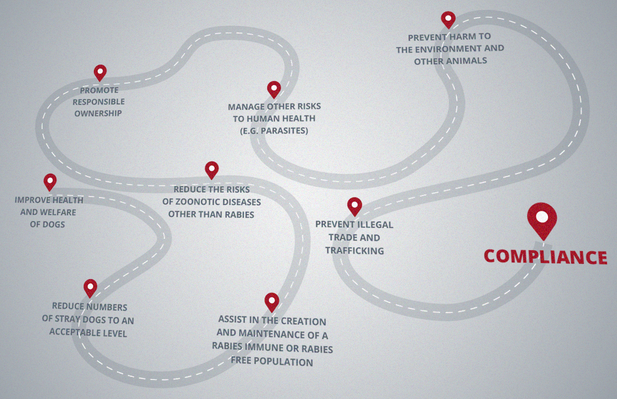 PREVENT HARM TO
THE ENVIRONMENT AND
OTHER ANIMALS
PROMOTE
RESPONSIBLE
OWNERSHIP
MANAGE OTHER RISKS
TO HUMAN HEALTH
(E.G. PARASITES)
IMPROVE HEALTH
AND WELFARE
OF DOGS
REDUCE THE RISKS
OF ZOONOTIC DISEASES
OTHER THAN RABIES
PREVENT ILLEGAL
TRADE AND
TRAFFICKING
COMPLIANCE
REDUCE NUMBERS
OF STRAY DOGS TO AN
ACCEPTABLE LEVEL
ASSIST IN THE CREATION
AND MAINTENANCE OF A
RABIES IMMUNE OR RABIES
FREE POPULATION